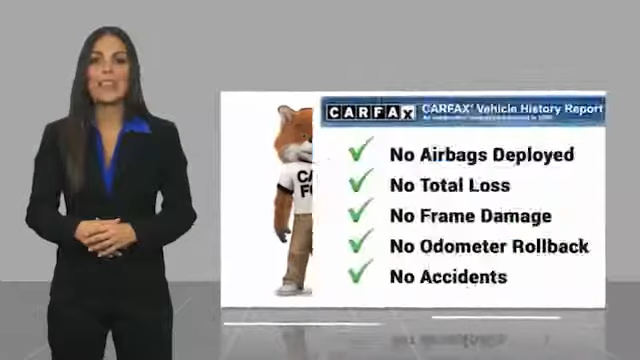 CARFAX CARFAX Vehicle History Report
No Airbags Deployed
No Total Loss
No Frame Damage
No Odometer Rollback
No Accidents